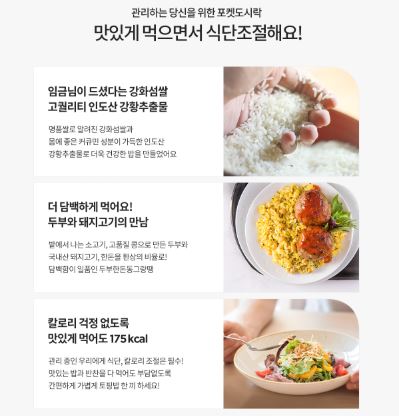 관리하는 당신을 위한 포켓도시락
맛있게 먹으면서 식단조절해요!
임금님이 드셨다는 강화섬쌀
고퀄리티 인도산 강황추출물
명품쌀로 알려진 강화섬쌀과
몸에 좋은 커큐민 성분이 가득한 인도산
강황추출물로 더욱 건강한 밥을 만들었어요
더 담백하게 먹어요!
두부와 돼지고기의 만남
밭에서 나는 소고기, 고품질 콩으로 만든 두부와
국내산 돼지고기, 한돈을 환상의 비율로!
담백함이 일품인 두부한돈동그랑땡
칼로리 걱정 없도록
맛있게 먹어도 175 kcal
관리 중인 우리에게 식단, 칼로리 조절은 필수!
맛있는 밥과 반찬을 다 먹어도 부담없도록
간편하게 가볍게 토핑밥 한 끼 하세요!